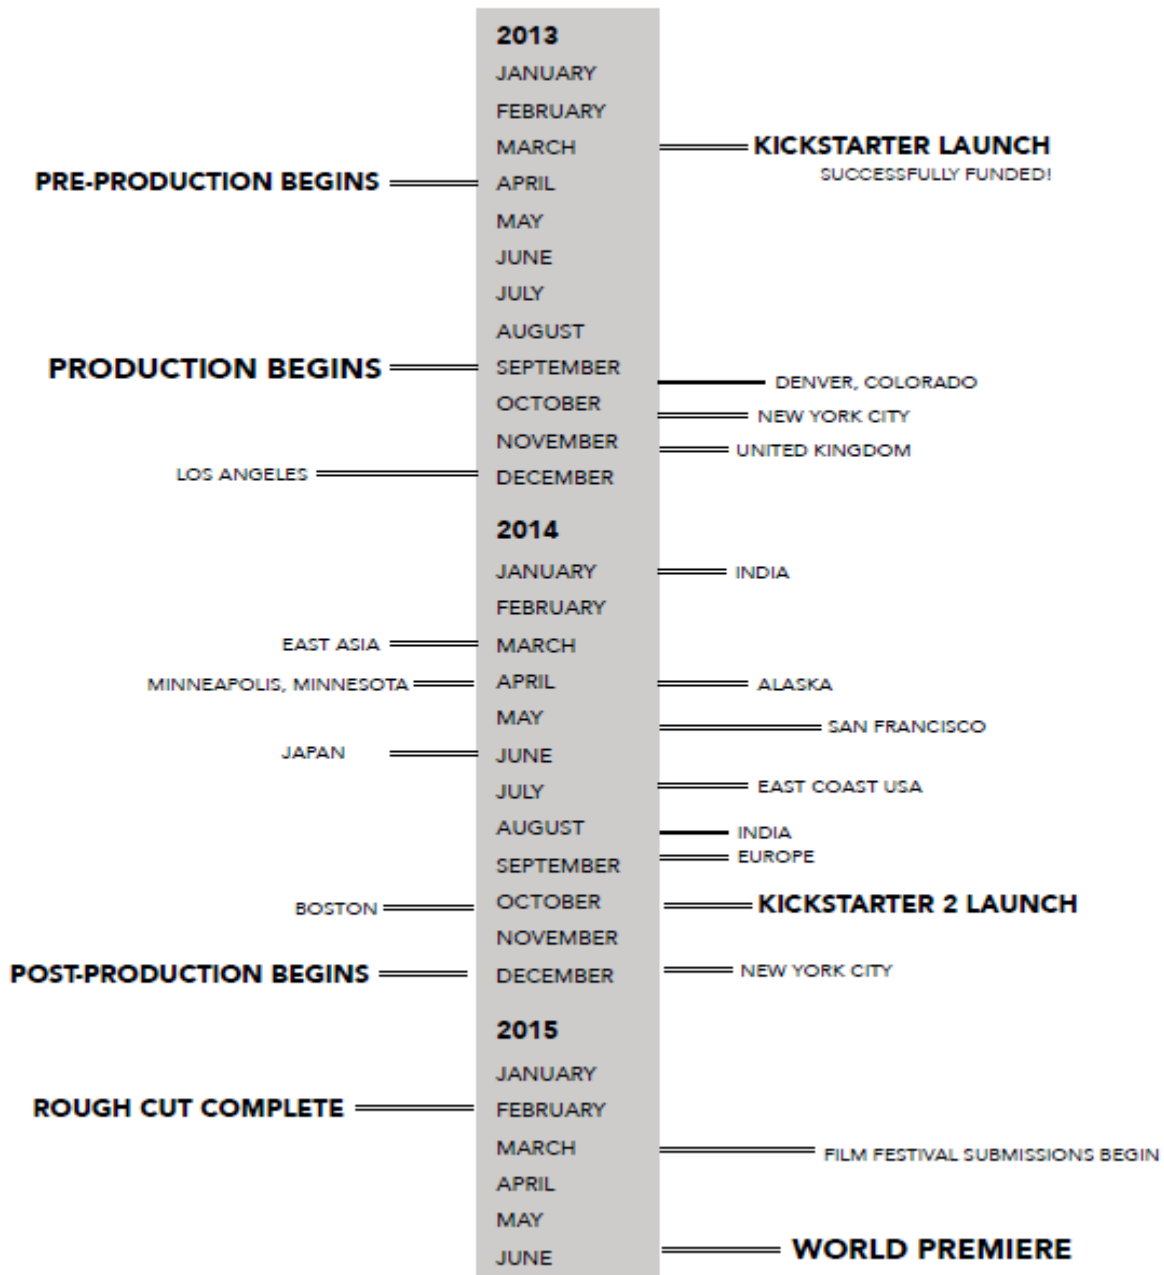 2013
JANUARY
FEBRUARY
MARCH
KICKSTARTER LAUNCH
SUCCESSFULLY FUNDED!
PRE-PRODUCTION BEGINS
APRIL
MAY
JUNE
JULY
AUGUST
PRODUCTION BEGINS
SEPTEMBER
DENVER, COLORADO
OCTOBER
NEW YORK CITY
NOVEMBER
UNITED KINGDOM
LOS ANGELES
DECEMBER
2014
JANUARY
INDIA
FEBRUARY
EAST ASIA
MARCH
MINNEAPOLIS, MINNESOTA
APRIL
ALASKA
MAY
SAN FRANCISCO
JAPAN
JUNE
JULY
EAST COAST USA
AUGUST
INDIA
EUROPE
SEPTEMBER
BOSTON
OCTOBER
KICKSTARTER 2 LAUNCH
NOVEMBER
POST-PRODUCTION BEGINS
DECEMBER
NEW YORK CITY
2015
JANUARY
ROUGH CUT COMPLETE
FEBRUARY
MARCH
FILM FESTIVAL SUBMISSIONS BEGIN
APRIL
MAY
JUNE
WORLD PREMIERE